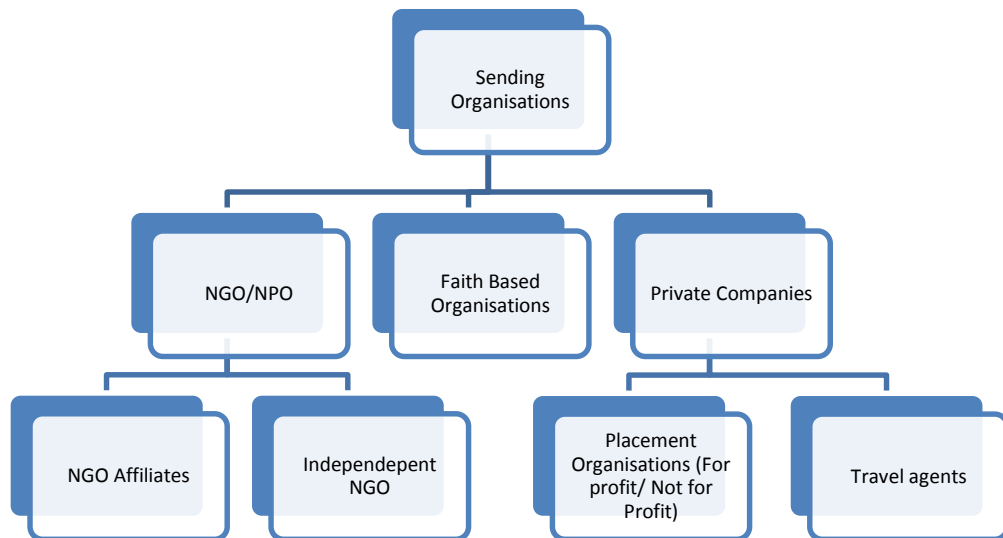 Sending
Organisations
NGO/NPO
Faith Based
Organisations
Private Companies
NGO Affiliates
Independepent
NGO
Placement
Organisations (For
profit/ Not for
Profit)
Travel agents